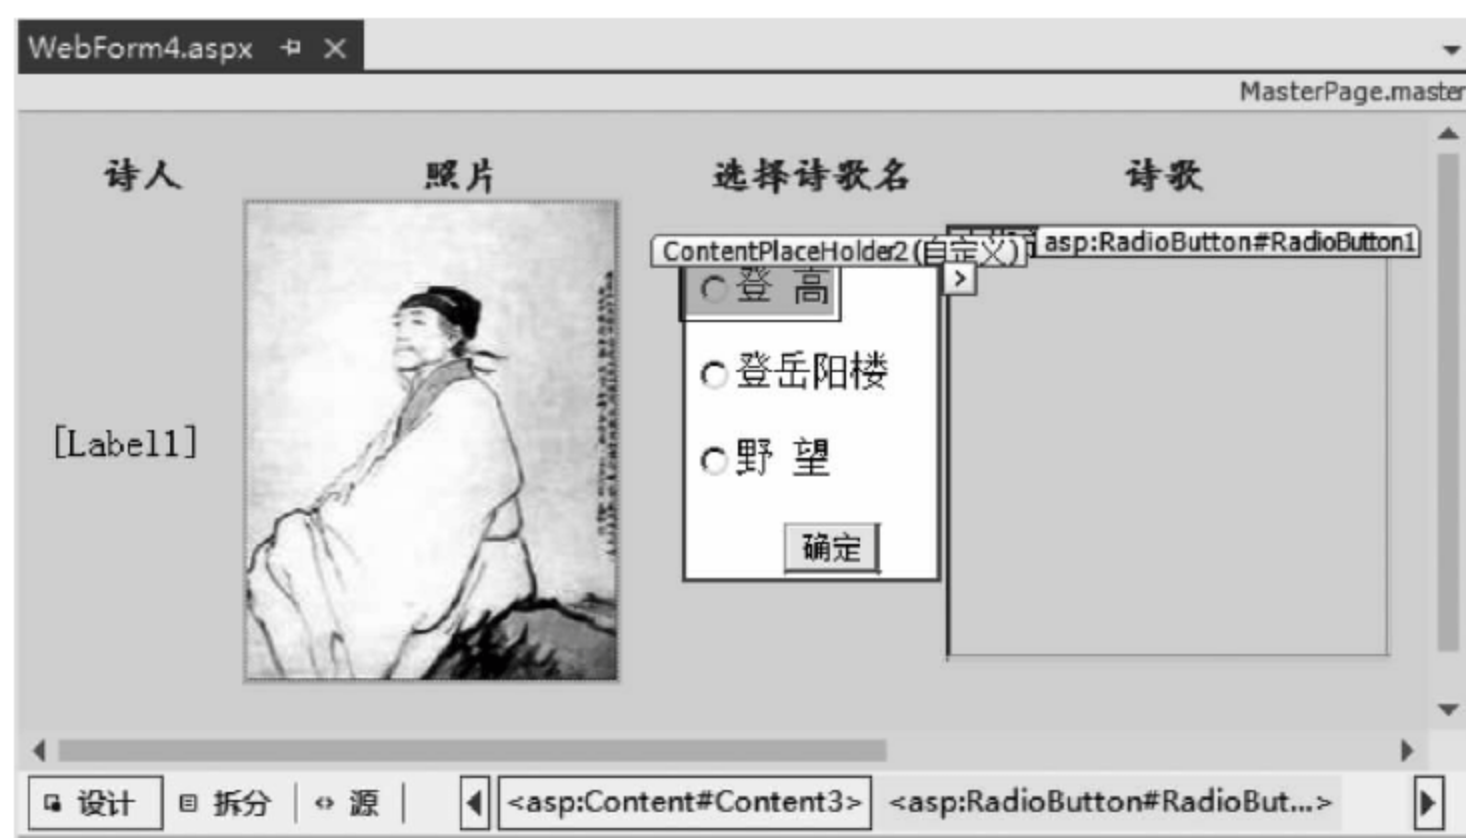 WebForm4.aspx
MasterPage.master
诗人 照片 选择诗歌名 诗歌
ContentPlaceHolder2 (自定义) asp:RadioButton#RadioButton1
登 高
登岳阳楼
[Label1]
野 望
确定
设计 拆分 源 <asp:Content#Content3> <asp:RadioButton#RadioBut...>